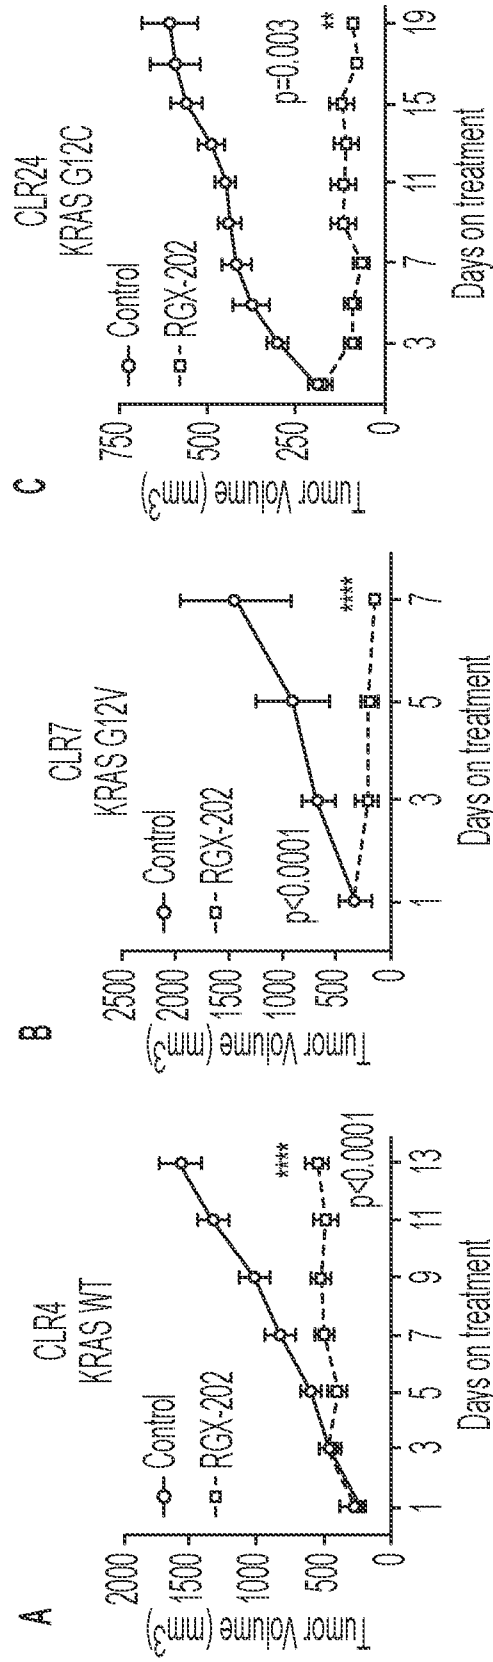 A
CLR4
KRAS WT
Control
RGX-202
Tumor Volume (mm3)
2000
1500
1000
500
0
****
p<0.0001
1 3 5 7 9 11 13
Days on treatment
B
CLR7
KRAS G12V
Control
RGX-202
Tumor Volume (mm3)
2500
2000
1500
1000
500
0
p<0.0001
****
1 3 5 7
Days on treatment
C
CLR24
KRAS G12C
Control
RGX-202
Tumor Volume (mm3)
750
500
250
0
p=0.003
**
3 7 11 15 19
Days on treatment